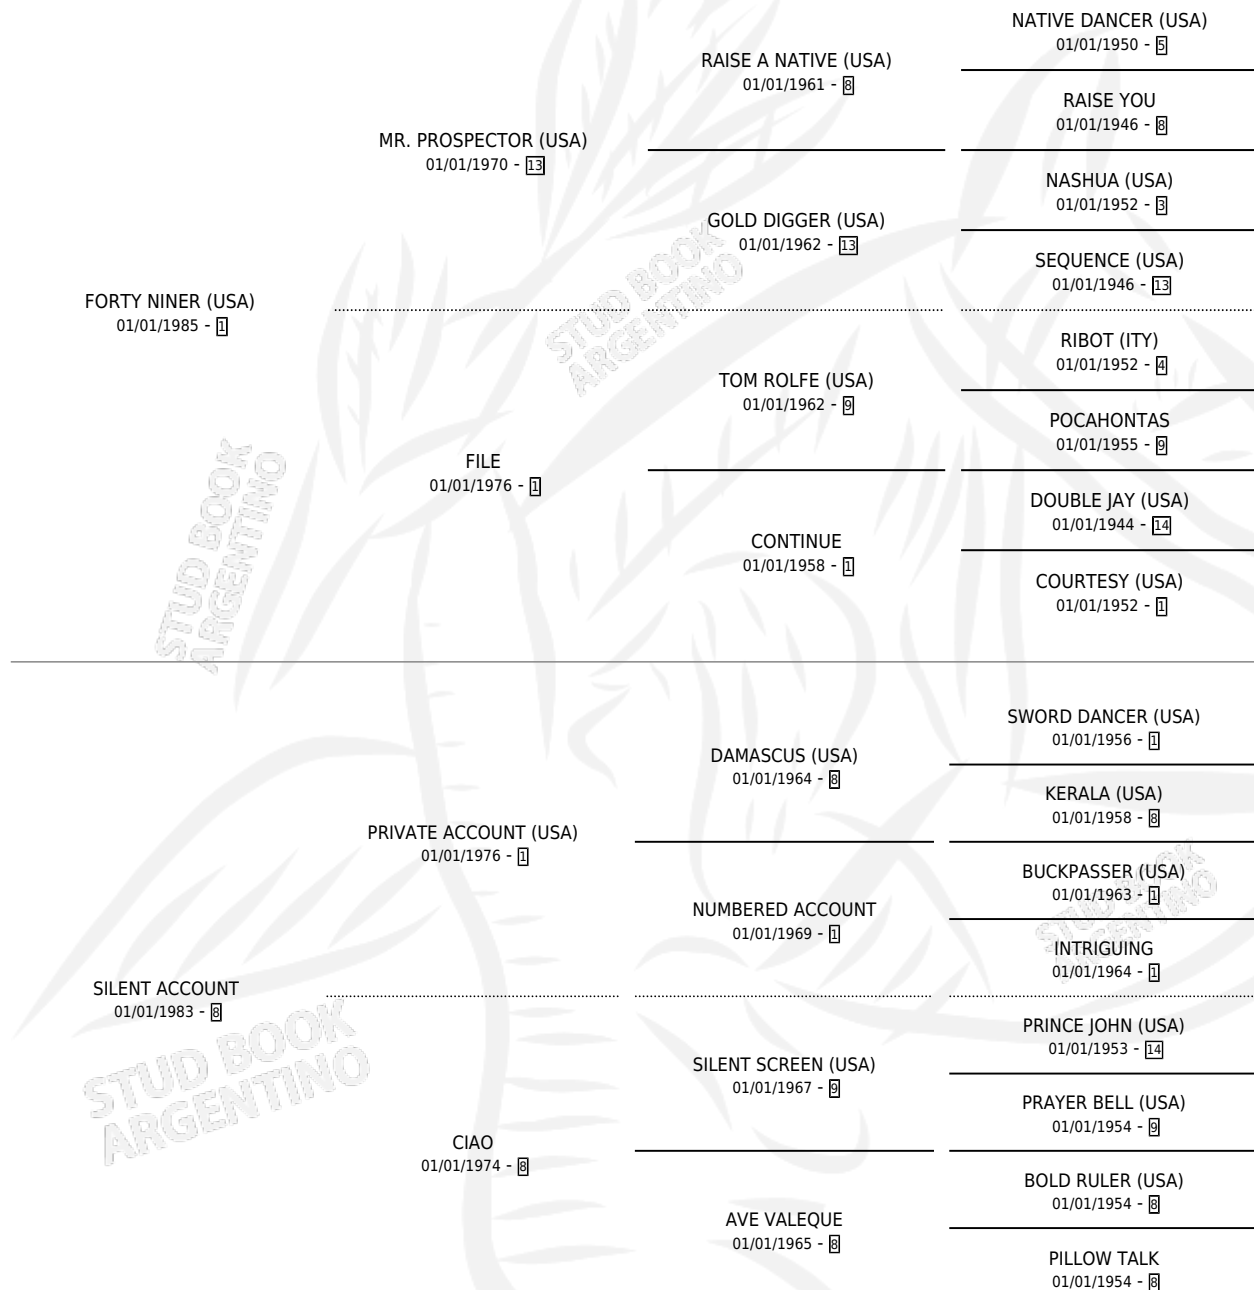 NATIVE DANCER (USA)
01/01/1950 - 5
RAISE A NATIVE (USA)
01/01/1961 - 8
RAISE YOU
01/01/1946 - 8
MR. PROSPECTOR (USA)
01/01/1970 - 13
NASHUA (USA)
01/01/1952 - 3
GOLD DIGGER (USA)
01/01/1962 - 13
SEQUENCE (USA)
01/01/1946 - 13
FORTY NINER (USA)
01/01/1985 - 1
RIBOT (ITY)
01/01/1952 - 4
TOM ROLFE (USA)
01/01/1962 - 9
POCAHONTAS
01/01/1955 - 9
FILE
01/01/1976 - 1
DOUBLE JAY (USA)
01/01/1944 - 14
CONTINUE
01/01/1958 - 1
COURTESY (USA)
01/01/1952 - 1
SWORD DANCER (USA)
01/01/1956 - 1
DAMASCUS (USA)
01/01/1964 - 8
KERALA (USA)
01/01/1958 - 8
PRIVATE ACCOUNT (USA)
01/01/1976 - 1
BUCKPASSER (USA)
01/01/1963 - 1
NUMBERED ACCOUNT
01/01/1969 - 1
INTRIGUING
01/01/1964 - 1
SILENT ACCOUNT
01/01/1983 - 8
PRINCE JOHN (USA)
01/01/1953 - 14
SILENT SCREEN (USA)
01/01/1967 - 9
PRAYER BELL (USA)
01/01/1954 - 9
CIAO
01/01/1974 - 8
BOLD RULER (USA)
01/01/1954 - 8
AVE VALEQUE
01/01/1965 - 8
PILLOW TALK
01/01/1954 - 8
STUD BOOK
ARGENTINO
STUD BOOK
ARGENTINO
STUD BOOK
ARGENTINO
STUD BOOK
ARGENTINO